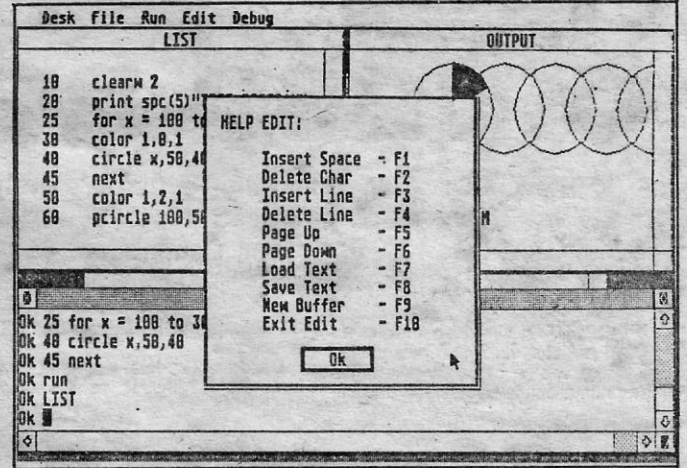 Desk File Run Edit Debug
LIST
OUTPUT
10 clearw 2
20 print spc(5)"
25 for x = 100 to
30 color 1,0,1
40 circle x,50,40
45 next
50 color 1,2,1
60 pcircle 100,50
HELP EDIT:
Insert Space - F1
Delete Char - F2
Insert Line - F3
Delete Line - F4
Page Up - F5
Page Down - F6
Load Text - F7
Save Text - F8
New Buffer - F9
Exit Edit - F10
Ok
M
Ok 25 for x = 100 to 30
Ok 40 circle x,50,40
Ok 45 next
Ok run
Ok LIST
Ok